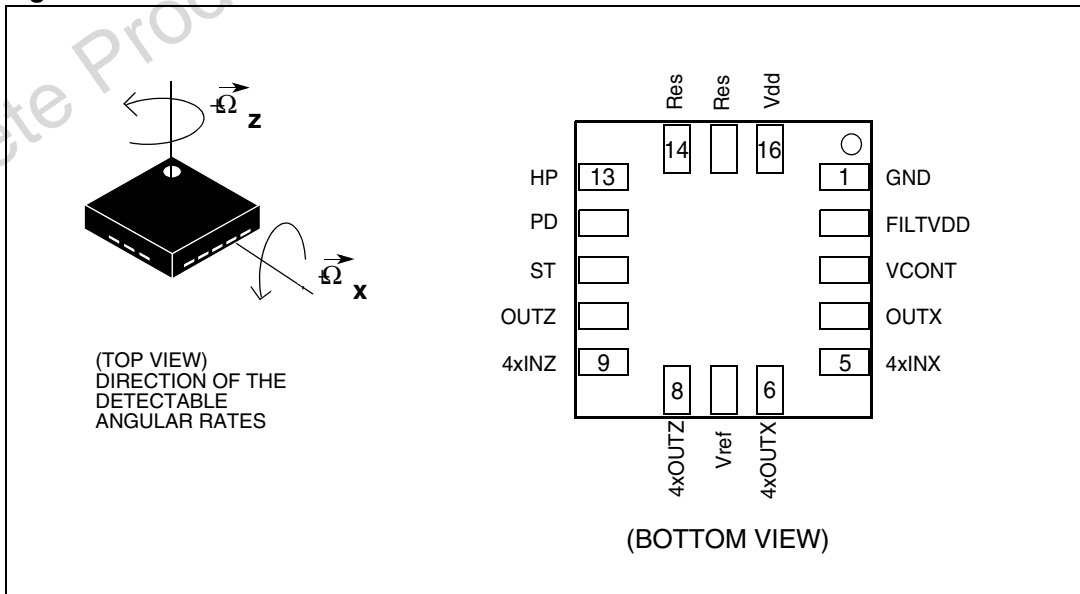 +Ω z
+Ω x
(TOP VIEW)
DIRECTION OF THE
DETECTABLE
ANGULAR RATES
Res Res Vdd
14 16
HP 13 1 GND
PD FILTVDD
ST VCONT
OUTZ OUTX
4xINZ 9 5 4xINX
8 6
4xOUTZ Vref 4xOUTX
(BOTTOM VIEW)